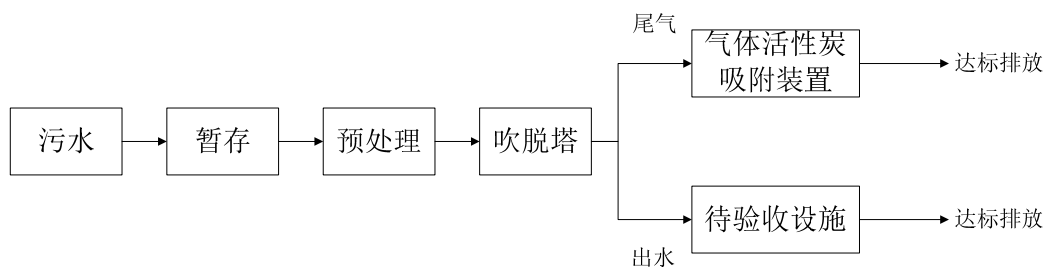 尾气
气体活性炭
吸附装置
达标排放
污水
暂存
预处理
吹脱塔
待验收设施
达标排放
出水